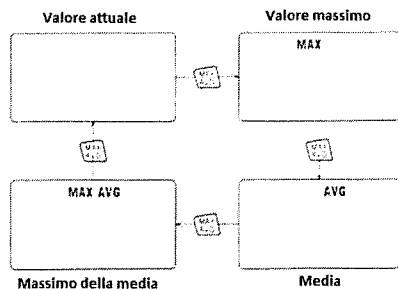 Valore attuale
Valore massimo
MAX
MAX AVG
AVG
Massimo della media
Media